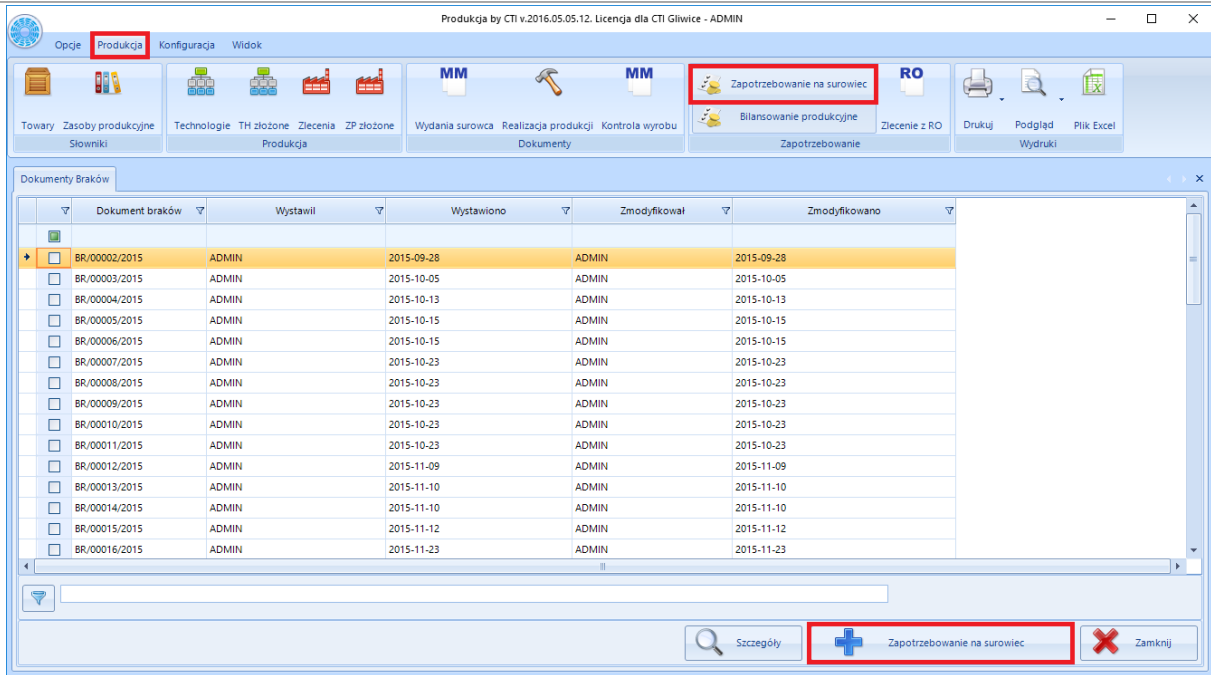 Produkcja by CTI v.2016.05.05.12. Licencja dla CTI Gliwice - ADMIN
Opcje Produkcja Konfiguracja Widok
MM MM Zapotrzebowanie na surowiec RO
Bilansowanie produkcyjne
Towary Zasoby produkcyjne Technologie TH złożone Zlecenia ZP złożone Wydania surowca Realizacja produkcji Kontrola wyrobu Zlecenie z RO Drukuj Podgląd Plik Excel
Słowniki Produkcja Dokumenty Zapotrzebowanie Wydruki
Dokumenty Braków
Dokument braków Wystawil Wystawiono Zmodyfikował Zmodyfikowano
BR/00002/2015 ADMIN 2015-09-28 ADMIN 2015-09-28
BR/00003/2015 ADMIN 2015-10-05 ADMIN 2015-10-05
BR/00004/2015 ADMIN 2015-10-13 ADMIN 2015-10-13
BR/00005/2015 ADMIN 2015-10-15 ADMIN 2015-10-15
BR/00006/2015 ADMIN 2015-10-15 ADMIN 2015-10-15
BR/00007/2015 ADMIN 2015-10-23 ADMIN 2015-10-23
BR/00008/2015 ADMIN 2015-10-23 ADMIN 2015-10-23
BR/00009/2015 ADMIN 2015-10-23 ADMIN 2015-10-23
BR/00010/2015 ADMIN 2015-10-23 ADMIN 2015-10-23
BR/00011/2015 ADMIN 2015-10-23 ADMIN 2015-10-23
BR/00012/2015 ADMIN 2015-11-09 ADMIN 2015-11-09
BR/00013/2015 ADMIN 2015-11-10 ADMIN 2015-11-10
BR/00014/2015 ADMIN 2015-11-10 ADMIN 2015-11-10
BR/00015/2015 ADMIN 2015-11-12 ADMIN 2015-11-12
BR/00016/2015 ADMIN 2015-11-23 ADMIN 2015-11-23
Szczegóły Zapotrzebowanie na surowiec Zamknij